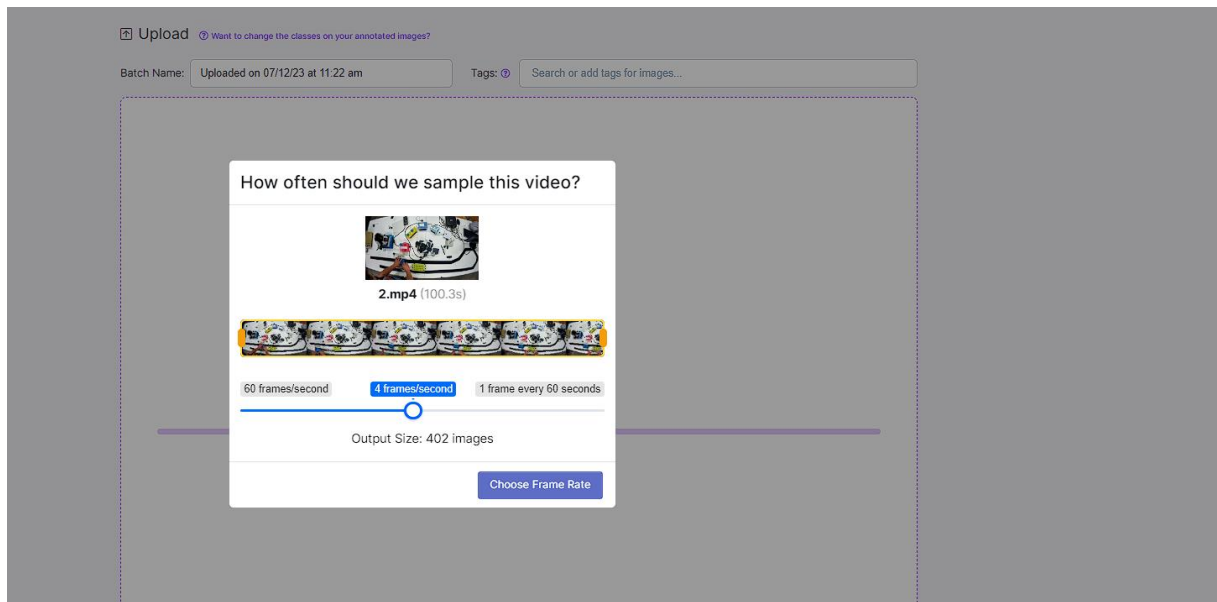 Upload Want to change the classes on your annotated images?
Batch Name: Uploaded on 07/12/23 at 11:22 am Tags: Search or add tags for images...
How often should we sample this video?
2.mp4 (100.3s)
60 frames/second 4 frames/second 1 frame every 60 seconds
Output Size: 402 images
Choose Frame Rate